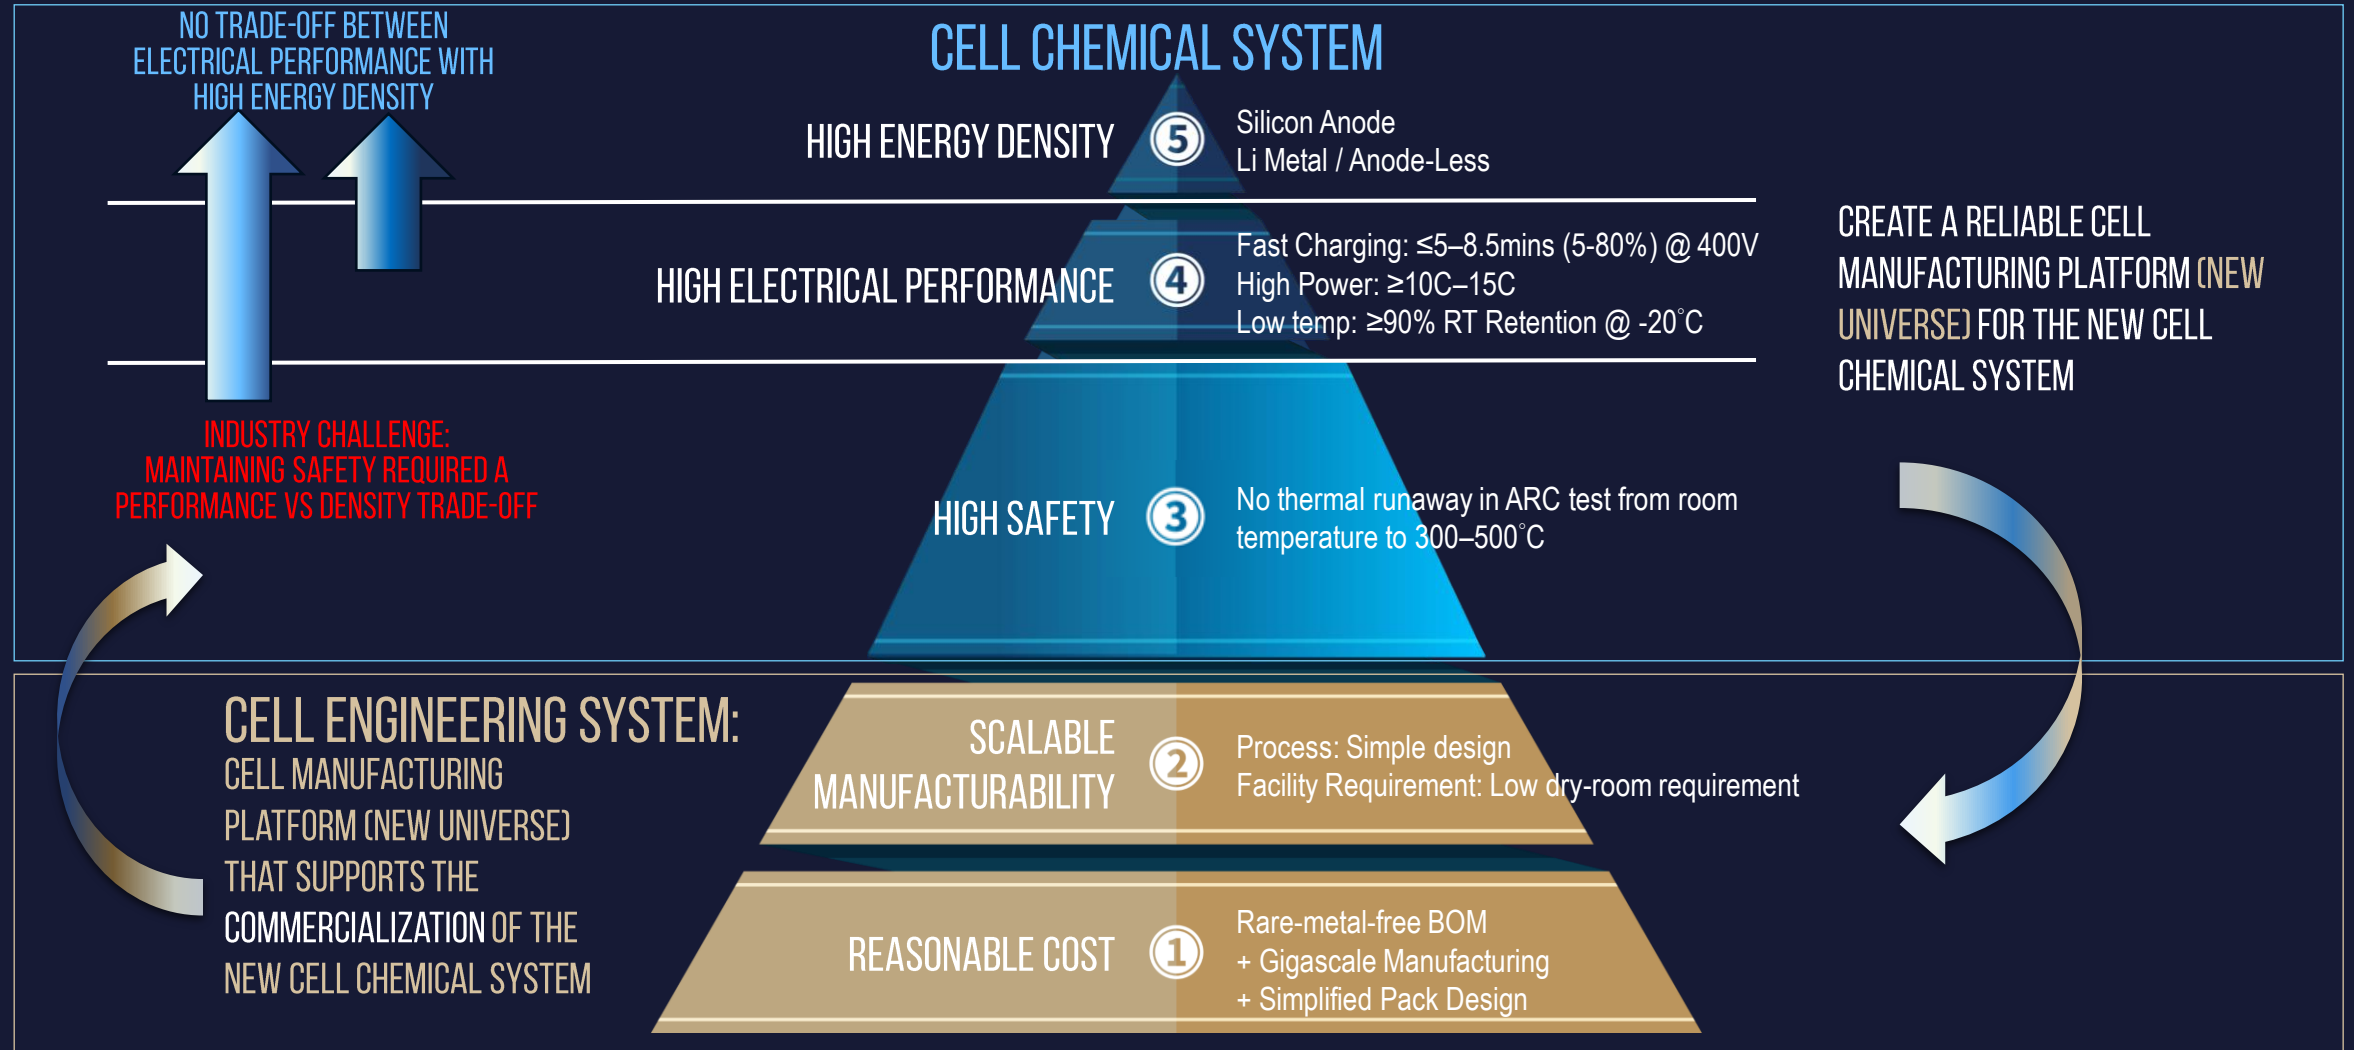 NO TRADE-OFF BETWEEN
ELECTRICAL PERFORMANCE WITH
HIGH ENERGY DENSITY
CELL CHEMICAL SYSTEM
HIGH ENERGY DENSITY
5
Silicon Anode
Li Metal / Anode-Less
HIGH ELECTRICAL PERFORMANCE
4
Fast Charging: ≤5–8.5mins (5-80%) @ 400V
High Power: ≥10C–15C
Low temp: ≥90% RT Retention @ -20°C
CREATE A RELIABLE CELL
MANUFACTURING PLATFORM (NEW
UNIVERSE) FOR THE NEW CELL
CHEMICAL SYSTEM
INDUSTRY CHALLENGE:
MAINTAINING SAFETY REQUIRED A
PERFORMANCE VS DENSITY TRADE-OFF
HIGH SAFETY
3
No thermal runaway in ARC test from room
temperature to 300–500°C
CELL ENGINEERING SYSTEM:
CELL MANUFACTURING
PLATFORM (NEW UNIVERSE)
THAT SUPPORTS THE
COMMERCIALIZATION OF THE
NEW CELL CHEMICAL SYSTEM
SCALABLE
MANUFACTURABILITY
2
Process: Simple design
Facility Requirement: Low dry-room requirement
REASONABLE COST
1
Rare-metal-free BOM
+ Gigascale Manufacturing
+ Simplified Pack Design